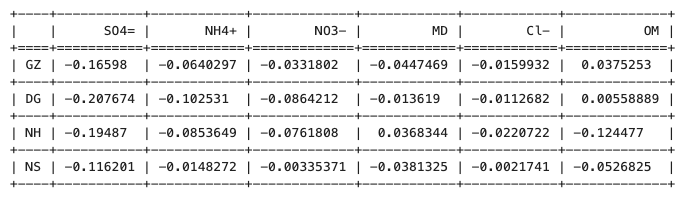 +----+-----------+------------+-------------+------------+------------+-------------+
|    |      SO4= |       NH4+ |        NO3- |         MD |        Cl- |          OM |
+====+===========+============+=============+============+============+=============+
| GZ | -0.16598  | -0.0640297 | -0.0331802  | -0.0447469 | -0.0159932 |  0.0375253  |
+----+-----------+------------+-------------+------------+------------+-------------+
| DG | -0.207674 | -0.102531  | -0.0864212  | -0.013619  | -0.0112682 |  0.00558889 |
+----+-----------+------------+-------------+------------+------------+-------------+
| NH | -0.19487  | -0.0853649 | -0.0761808  |  0.0368344 | -0.0220722 | -0.124477   |
+----+-----------+------------+-------------+------------+------------+-------------+
| NS | -0.116201 | -0.0148272 | -0.00335371 | -0.0381325 | -0.0021741 | -0.0526825  |
+----+-----------+------------+-------------+------------+------------+-------------+